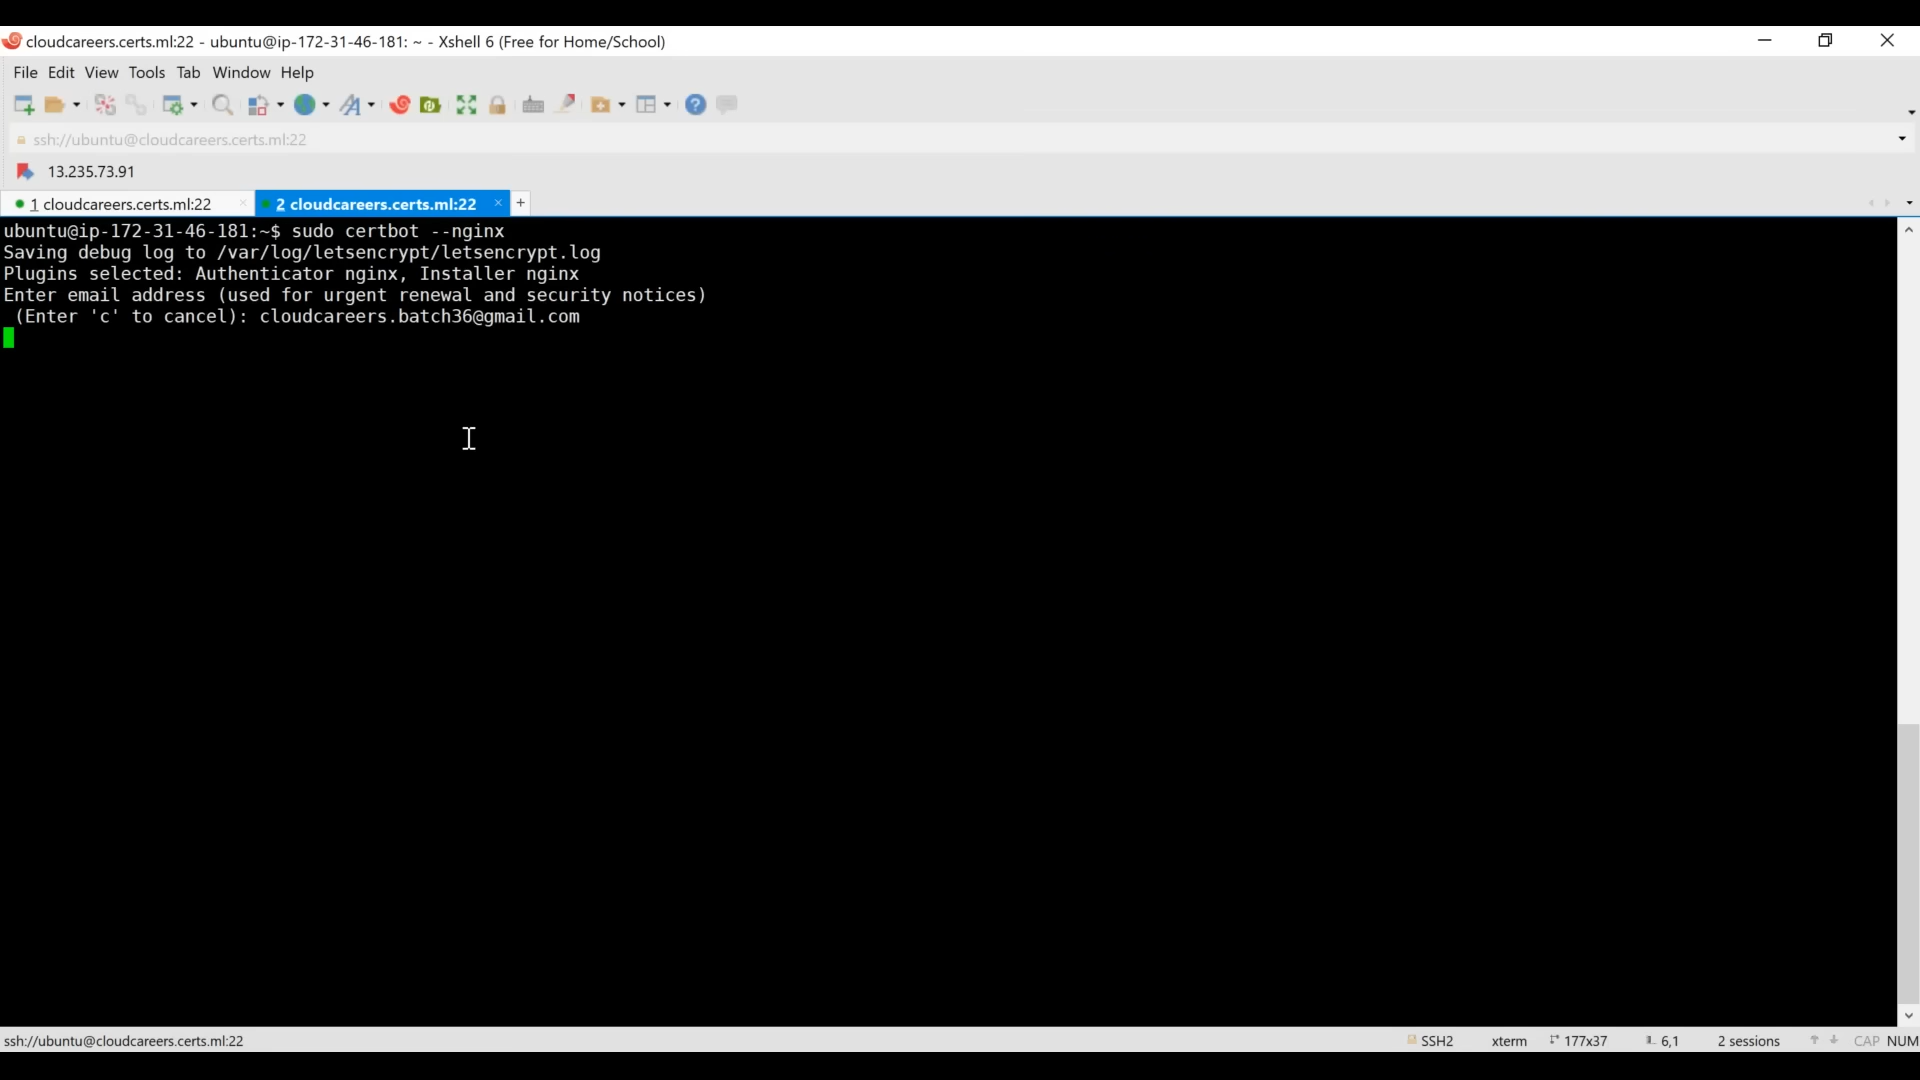 cloudcareers.certs.ml:22 - ubuntu@ip-172-31-46-181: ~ - Xshell 6 (Free for Home/School)
File Edit View Tools Tab Window Help
ssh://ubuntu@cloudcareers.certs.ml:22
13.235.73.91
1 cloudcareers.certs.ml:22 × 2 cloudcareers.certs.ml:22 × +
ubuntu@ip-172-31-46-181:~$ sudo certbot --nginx
Saving debug log to /var/log/letsencrypt/letsencrypt.log
Plugins selected: Authenticator nginx, Installer nginx
Enter email address (used for urgent renewal and security notices)
(Enter 'c' to cancel): cloudcareers.batch36@gmail.com
ssh://ubuntu@cloudcareers.certs.ml:22 SSH2 xterm 177x37 6,1 2 sessions CAP NUM